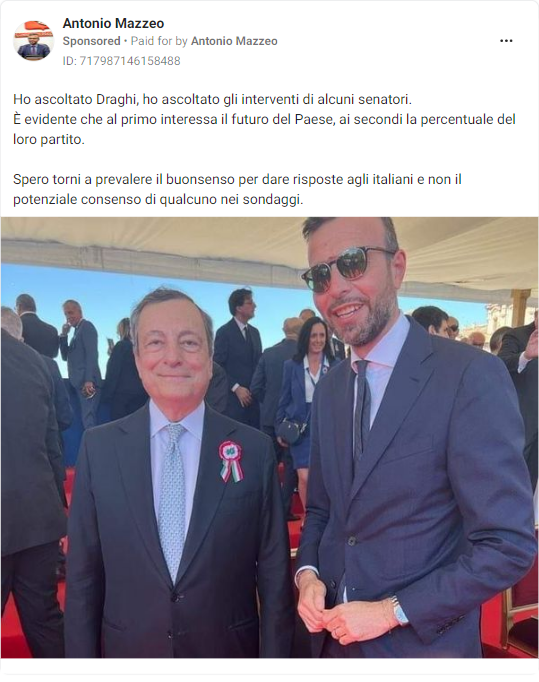 Antonio Mazzeo
Sponsored • Paid for by Antonio Mazzeo
ID: 717987146158488
Ho ascoltato Draghi, ho ascoltato gli interventi di alcuni senatori.
È evidente che al primo interessa il futuro del Paese, ai secondi la percentuale del
loro partito.
Spero torni a prevalere il buonsenso per dare risposte agli italiani e non il
potenziale consenso di qualcuno nei sondaggi.